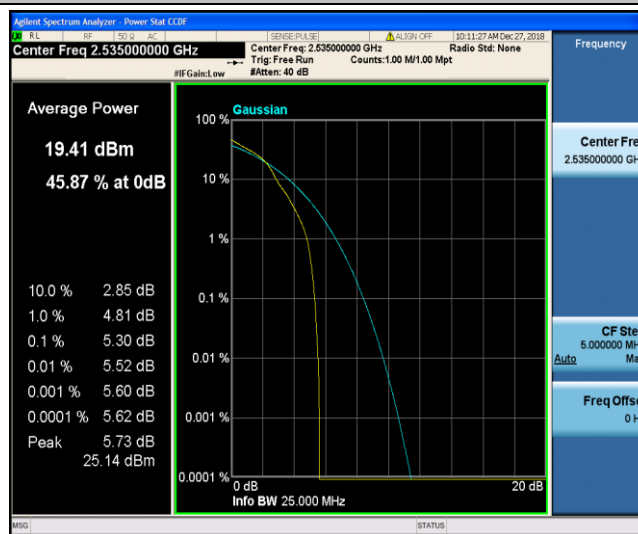 Agilent Spectrum Analyzer - Power Stat CCDF
RL RF 50 Ω AC SENSE:PULSE ALIGN OFF 10:11:27 AM Dec 27, 2018
Center Freq 2.535000000 GHz
Center Freq: 2.535000000 GHz Radio Std: None
Trig: Free Run Counts:1.00 M/1.00 Mpt
#IFGain:Low #Atten: 40 dB
Frequency
Average Power
19.41 dBm
45.87 % at 0dB
10.0 % 2.85 dB
1.0 % 4.81 dB
0.1 % 5.30 dB
0.01 % 5.52 dB
0.001 % 5.60 dB
0.0001 % 5.62 dB
Peak 5.73 dB
25.14 dBm
Gaussian
100 %
10 %
1 %
0.1 %
0.01 %
0.001 %
0.0001 %
0 dB 20 dB
Info BW 25.000 MHz
Center Fre
2.535000000 GH
CF Ste
5.000000 MH
Auto Ma
Freq Offse
0 H
MSG STATUS